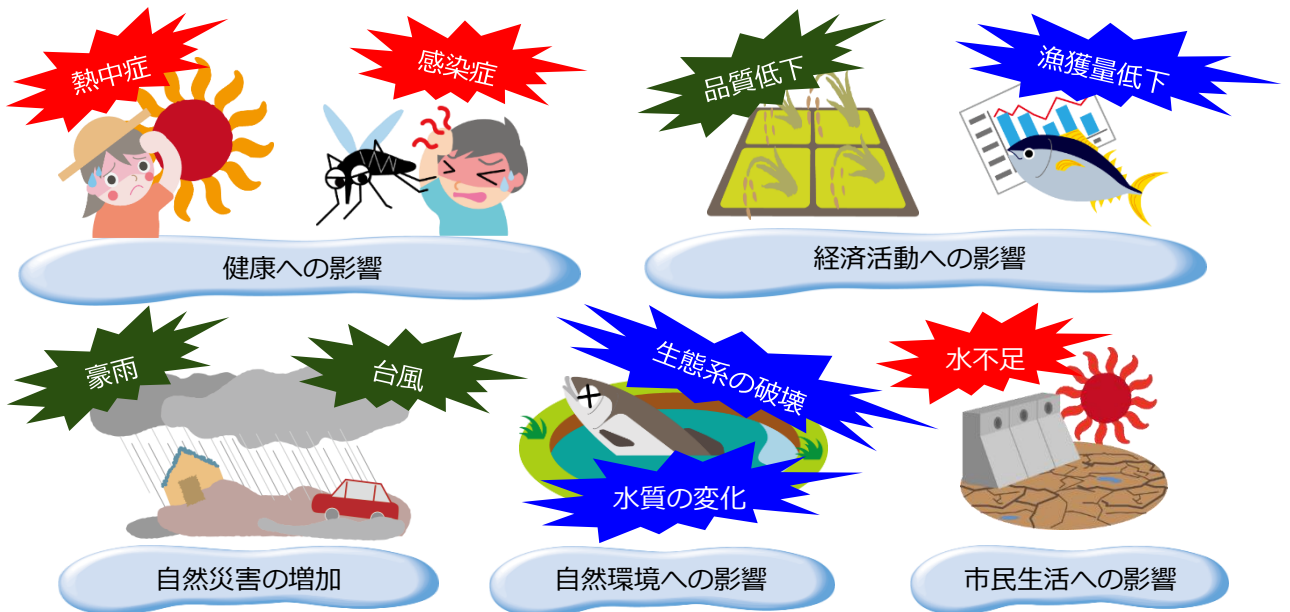 熱中症
感染症
健康への影響
品質低下
漁獲量低下
経済活動への影響
豪雨
台風
自然災害の増加
生態系の破壊
水質の変化
自然環境への影響
水不足
市民生活への影響